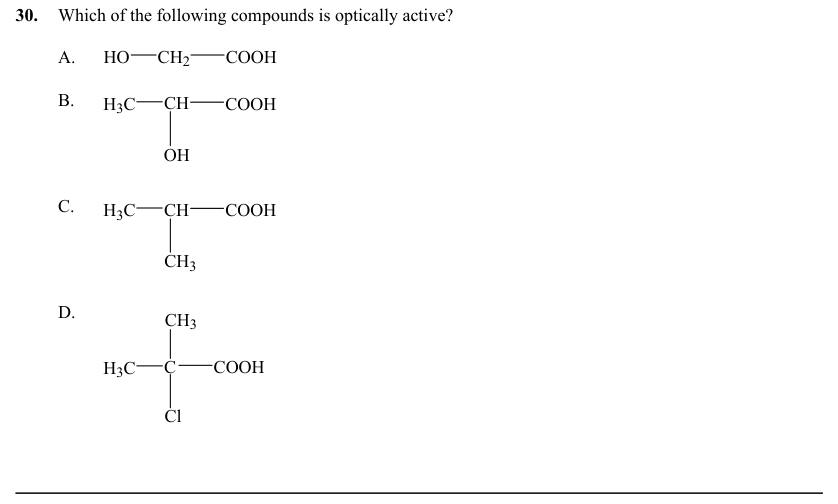 30. Which of the following compounds is optically active?
A. HO—CH₂—COOH
B. H₃C—CH—COOH
OH
C. H₃C—CH—COOH
CH₃
D. CH₃
H₃C—C—COOH
Cl